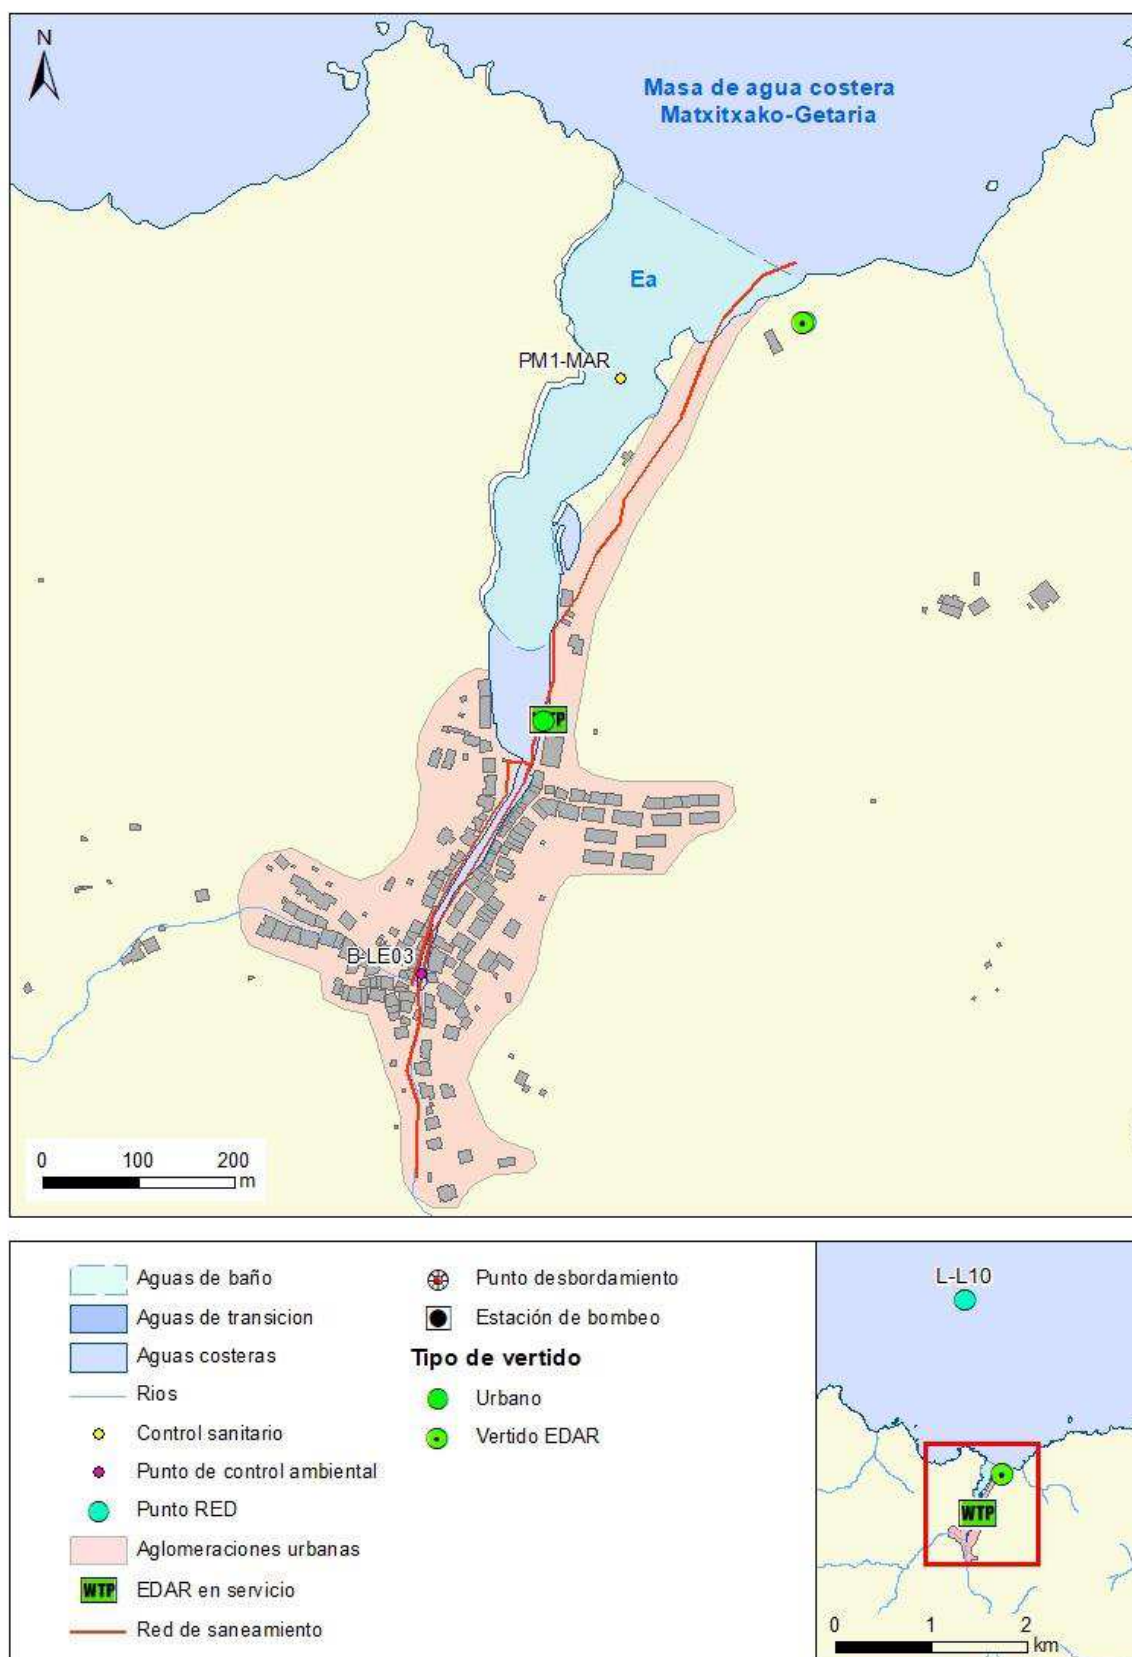 N
Masa de agua costera
Matxitxako-Getaria
Ea
PM1-MAR
WTP
B-LE03
0 100 200
m
Aguas de baño
Aguas de transicion
Aguas costeras
Rios
Control sanitario
Punto de control ambiental
Punto RED
Aglomeraciones urbanas
WTP EDAR en servicio
Red de saneamiento
Punto desbordamiento
Estación de bombeo
Tipo de vertido
Urbano
Vertido EDAR
L-L10
WTP
0 1 2
km